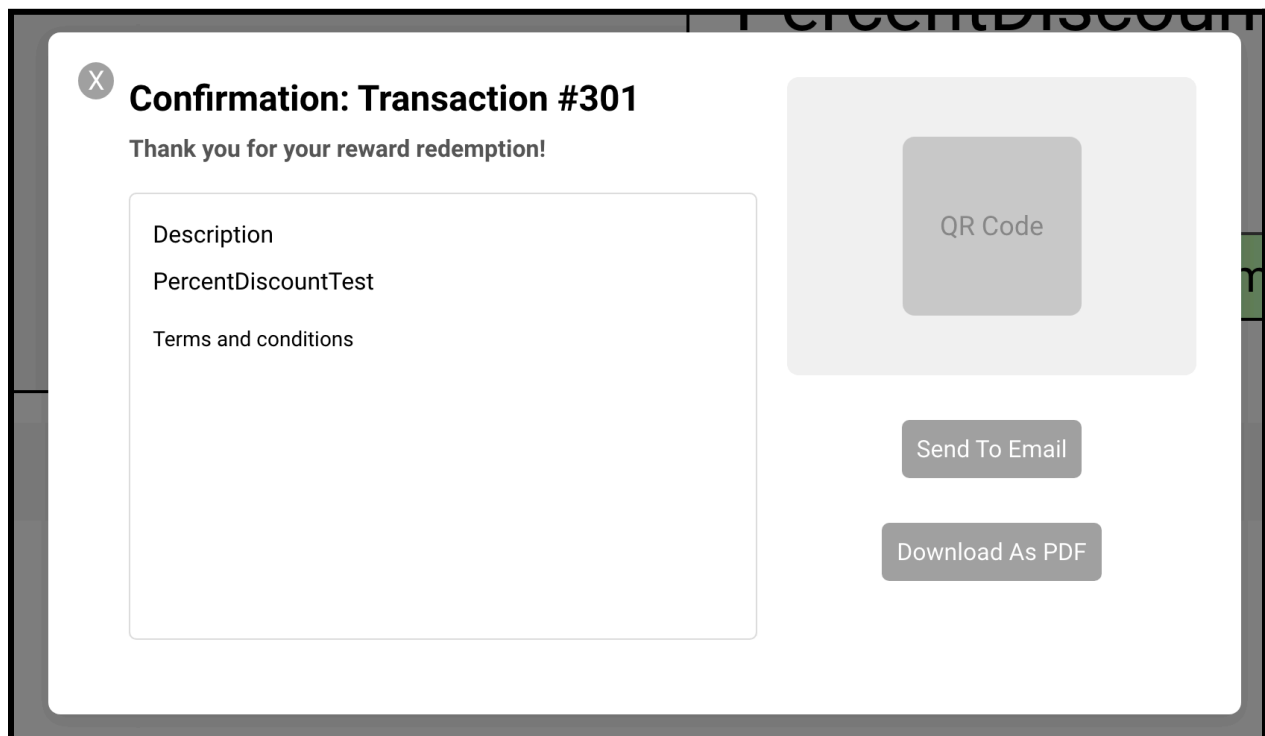 X
Confirmation: Transaction #301
Thank you for your reward redemption!
Description
PercentDiscountTest
Terms and conditions
QR Code
Send To Email
Download As PDF